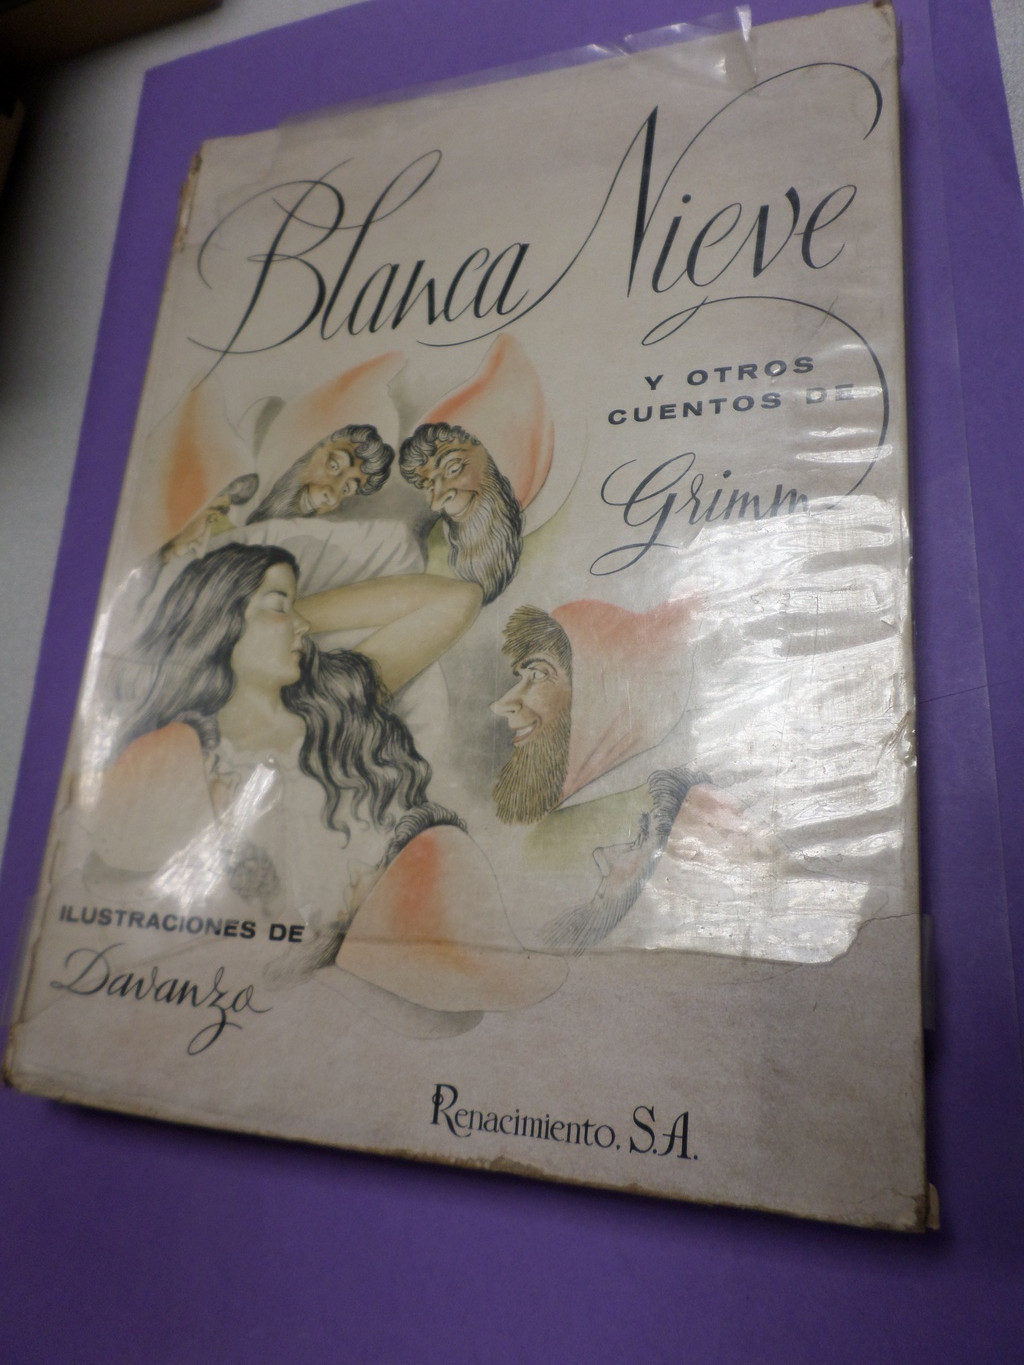 Blanca Nieve
Y OTROS
CUENTOS DE
Grimm
ILUSTRACIONES DE
Davanzo
Renacimiento, S.A.